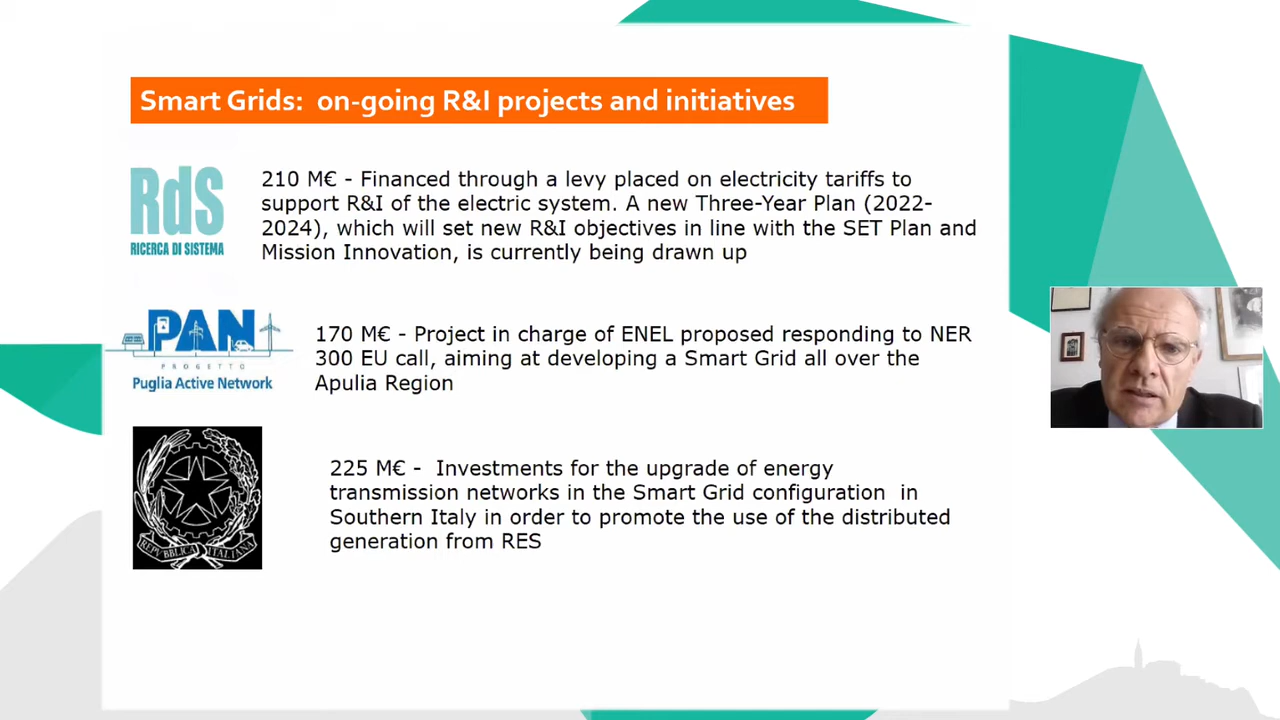 Smart Grids: on-going R&I projects and initiatives
RdS
RICERCA DI SISTEMA
210 M€ - Financed through a levy placed on electricity tariffs to
support R&I of the electric system. A new Three-Year Plan (2022-
2024), which will set new R&I objectives in line with the SET Plan and
Mission Innovation, is currently being drawn up
PAN
PROGETTO
Puglia Active Network
170 M€ - Project in charge of ENEL proposed responding to NER
300 EU call, aiming at developing a Smart Grid all over the
Apulia Region
REPVBBLICA ITALIANA
225 M€ - Investments for the upgrade of energy
transmission networks in the Smart Grid configuration in
Southern Italy in order to promote the use of the distributed
generation from RES